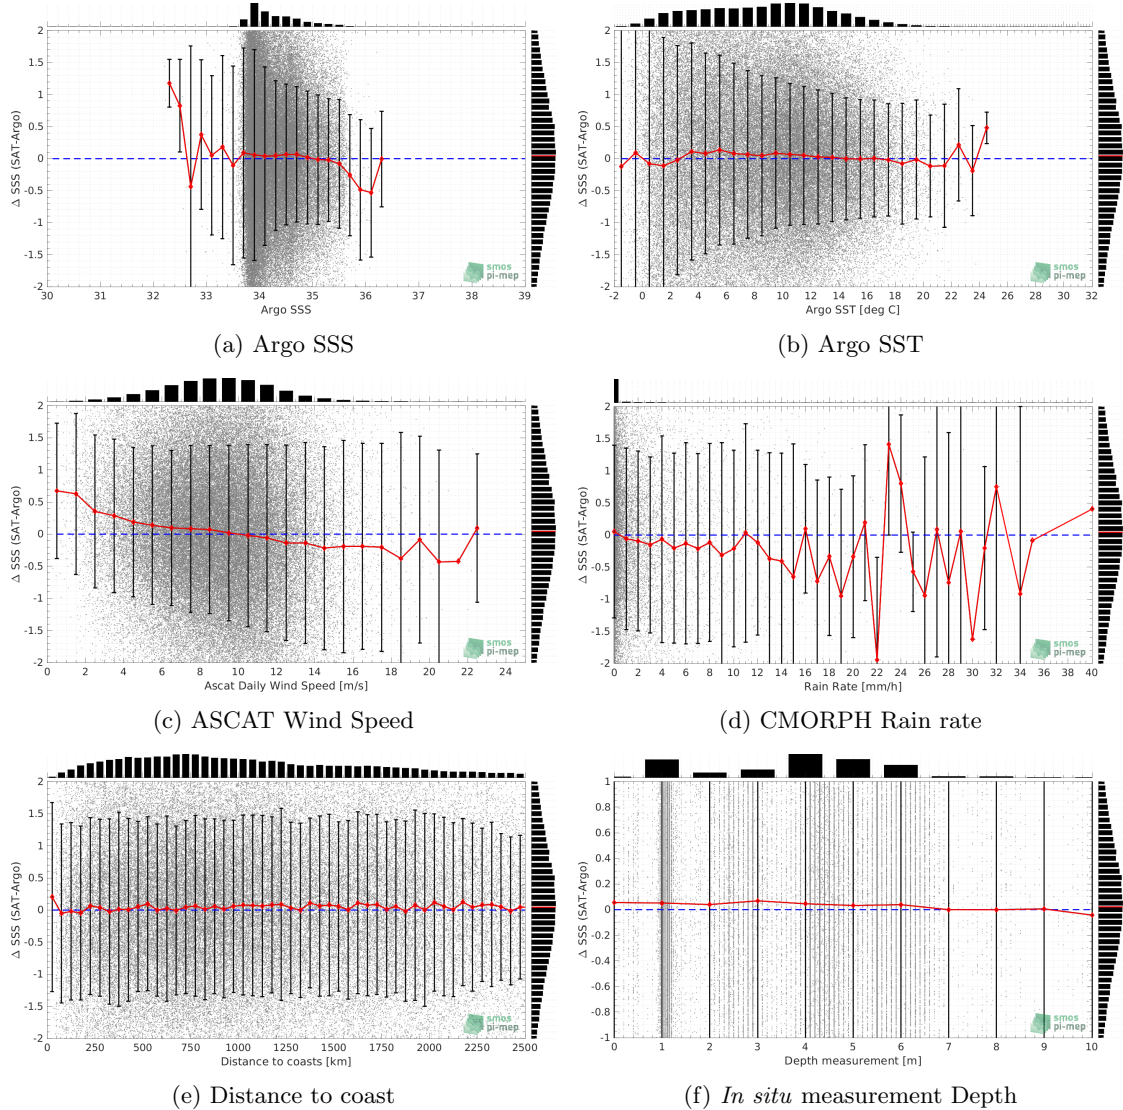 2
1.5
1
0.5
0
-0.5
-1
-1.5
-2
Δ SSS (SAT-Argo)
30 31 32 33 34 35 36 37 38 39
Argo SSS
smos
pi-mep
(a) Argo SSS
2
1.5
1
0.5
0
-0.5
-1
-1.5
-2
Δ SSS (SAT-Argo)
-2 0 2 4 6 8 10 12 14 16 18 20 22 24 26 28 30 32
Argo SST [deg C]
smos
pi-mep
(b) Argo SST
2
1.5
1
0.5
0
-0.5
-1
-1.5
-2
Δ SSS (SAT-Argo)
0 2 4 6 8 10 12 14 16 18 20 22 24
Ascat Daily Wind Speed [m/s]
smos
pi-mep
(c) ASCAT Wind Speed
2
1.5
1
0.5
0
-0.5
-1
-1.5
-2
Δ SSS (SAT-Argo)
0 2 4 6 8 10 12 14 16 18 20 22 24 26 28 30 32 34 36 38 40
Rain Rate [mm/h]
smos
pi-mep
(d) CMORPH Rain rate
2
1.5
1
0.5
0
-0.5
-1
-1.5
-2
Δ SSS (SAT-Argo)
0 250 500 750 1000 1250 1500 1750 2000 2250 2500
Distance to coasts [km]
smos
pi-mep
(e) Distance to coast
1
0.8
0.6
0.4
0.2
0
-0.2
-0.4
-0.6
-0.8
-1
Δ SSS (SAT-Argo)
0 1 2 3 4 5 6 7 8 9 10
Depth measurement [m]
smos
pi-mep
(f) In situ measurement Depth